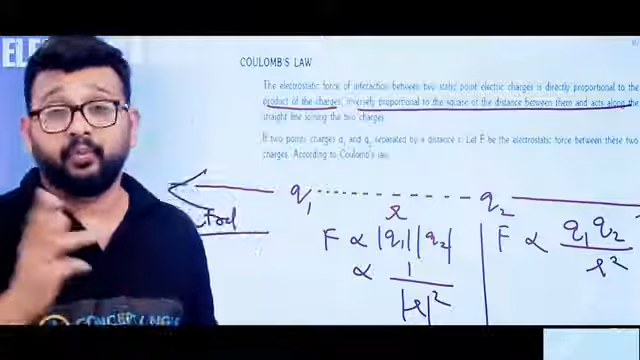 COULOMB'S LAW
The electrostatic force of interaction between two static point electric charges is directly proportional to the
product of the charges, inversely proportional to the square of the distance between them and acts along the
straight line joining the two charges.
If two points charges q₁ and q₂ separated by a distance r. Let F be the electrostatic force between these two
charges. According to Coulomb's law.
q₁ q₂
r
F ∝ |q₁| |q₂|
∝ 1/|r|²
F ∝ q₁ q₂/r²